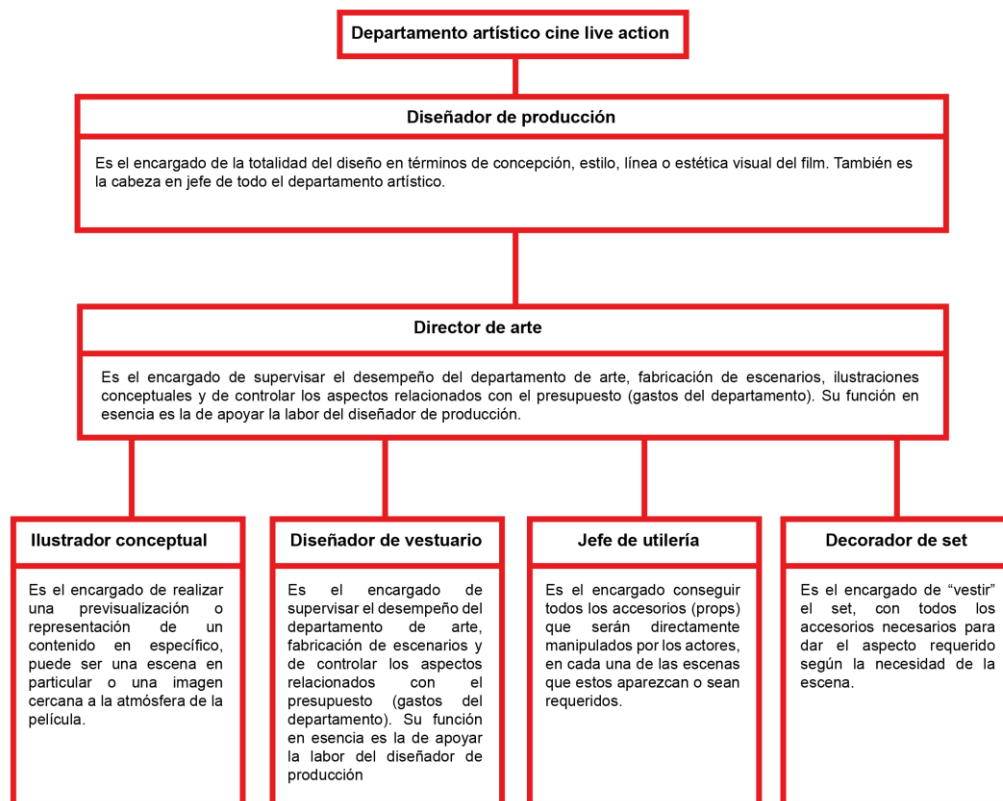 Departamento artístico cine live action
Diseñador de producción
Es el encargado de la totalidad del diseño en términos de concepción, estilo, línea o estética visual del film. También es
la cabeza en jefe de todo el departamento artístico.
Director de arte
Es el encargado de supervisar el desempeño del departamento de arte, fabricación de escenarios, ilustraciones
conceptuales y de controlar los aspectos relacionados con el presupuesto (gastos del departamento). Su función en
esencia es la de apoyar la labor del diseñador de producción.
Ilustrador conceptual
Es el encargado de realizar
una previsualización o
representación de un
contenido en específico,
puede ser una escena en
particular o una imagen
cercana a la atmósfera de la
película.
Diseñador de vestuario
Es el encargado de
supervisar el desempeño del
departamento de arte,
fabricación de escenarios y
de controlar los aspectos
relacionados con el
presupuesto (gastos del
departamento). Su función
en esencia es la de apoyar
la labor del diseñador de
producción
Jefe de utilería
Es el encargado conseguir
todos los accesorios (props)
que serán directamente
manipulados por los actores,
en cada una de las escenas
que estos aparezcan o sean
requeridos.
Decorador de set
Es el encargado de “vestir”
el set, con todos los
accesorios necesarios para
dar el aspecto requerido
según la necesidad de la
escena.